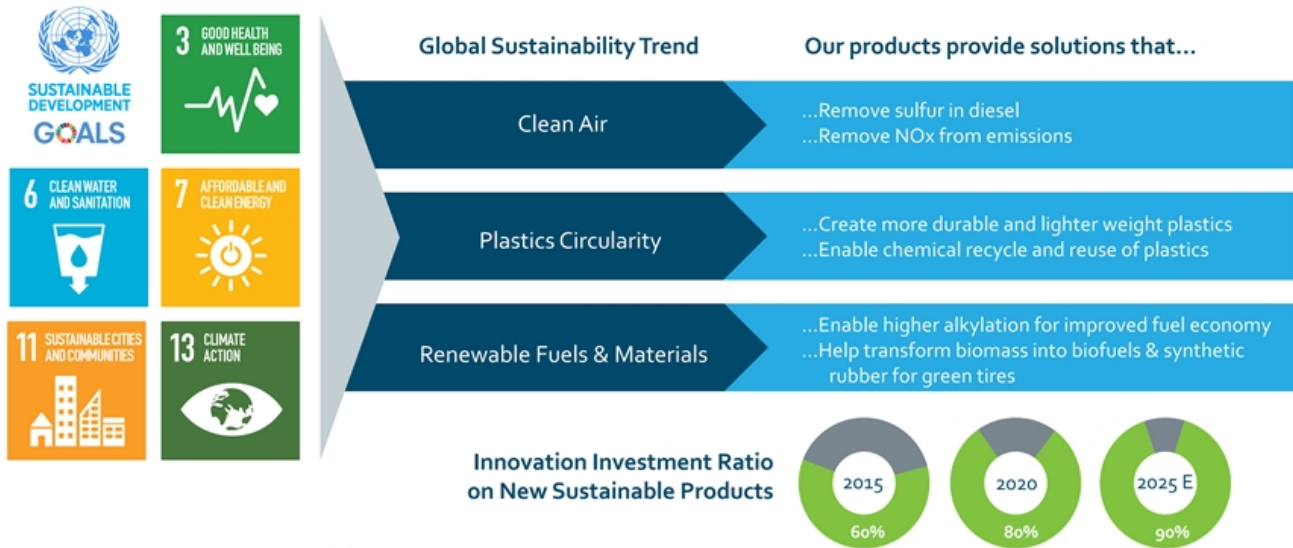 SUSTAINABLE
DEVELOPMENT
GOALS
3 GOOD HEALTH
AND WELL BEING
6 CLEAN WATER
AND SANITATION
7 AFFORDABLE AND
CLEAN ENERGY
11 SUSTAINABLE CITIES
AND COMMUNITIES
13 CLIMATE
ACTION
Global Sustainability Trend
Our products provide solutions that...
Clean Air
...Remove sulfur in diesel
...Remove NOx from emissions
Plastics Circularity
...Create more durable and lighter weight plastics
...Enable chemical recycle and reuse of plastics
Renewable Fuels & Materials
...Enable higher alkylation for improved fuel economy
...Help transform biomass into biofuels & synthetic
rubber for green tires
Innovation Investment Ratio
on New Sustainable Products
2015
60%
2020
80%
2025 E
90%